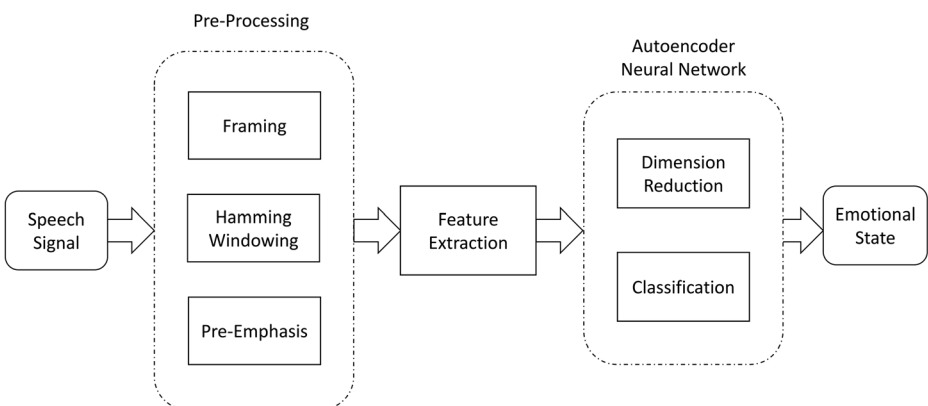 Pre-Processing
Autoencoder
Neural Network
Framing
Hamming
Windowing
Pre-Emphasis
Speech
Signal
Feature
Extraction
Dimension
Reduction
Classification
Emotional
State